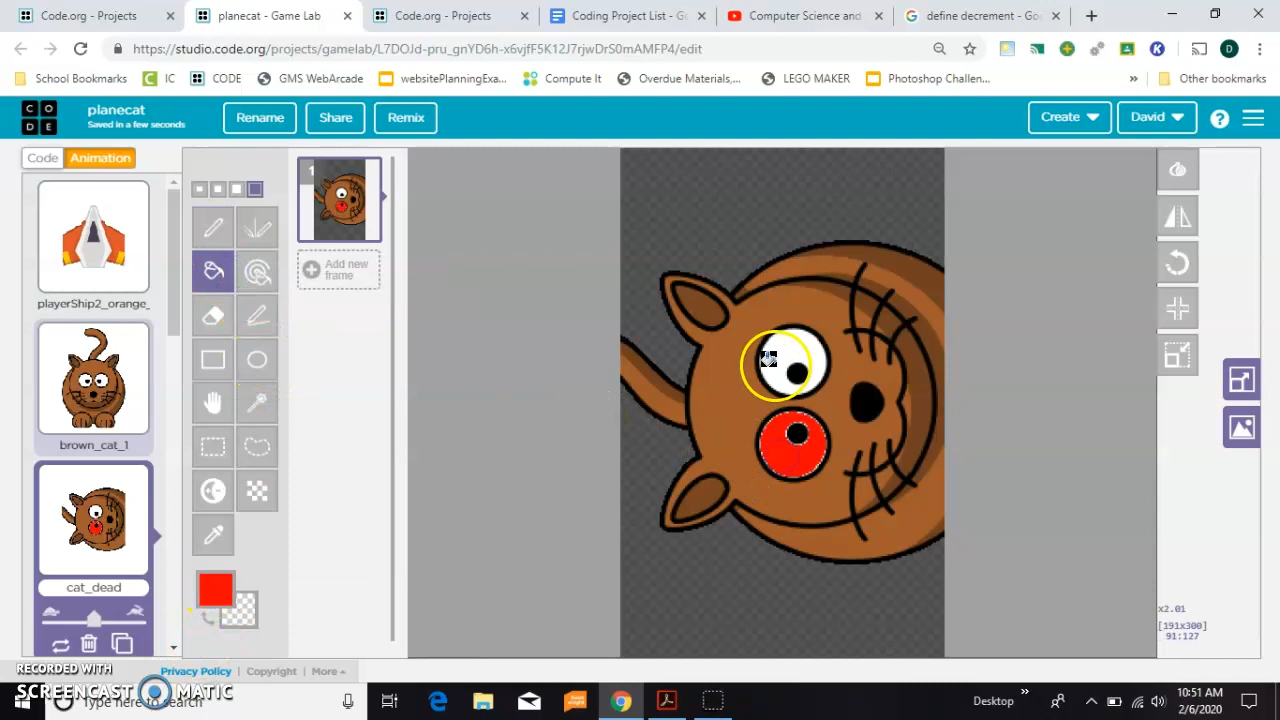 Code.org - Projects
planecat - Game Lab
Code.org - Projects
Coding Project List - Go
Computer Science and
define decrement - Goo
https://studio.code.org/projects/gamelab/L7DOJd-pru_gnYD6h-x6vjfF5K12J7rjwDrS0mAMFP4/edit
D
School Bookmarks
IC
CODE
GMS WebArcade
websitePlanningExa...
Compute It
Overdue Materials,...
LEGO MAKER
Photoshop Challen...
»
Other bookmarks
C O
D E
planecat
Saved in a few seconds
Rename
Share
Remix
Create
David
Code
Animation
playerShip2_orange_
brown_cat_1
cat_dead
1
Add new
frame
x2.01
[191x300]
91:127
RECORDED WITH
SCREENCAST MATIC
Privacy Policy
Copyright
More
Type here to search
Desktop
10:51 AM
2/6/2020